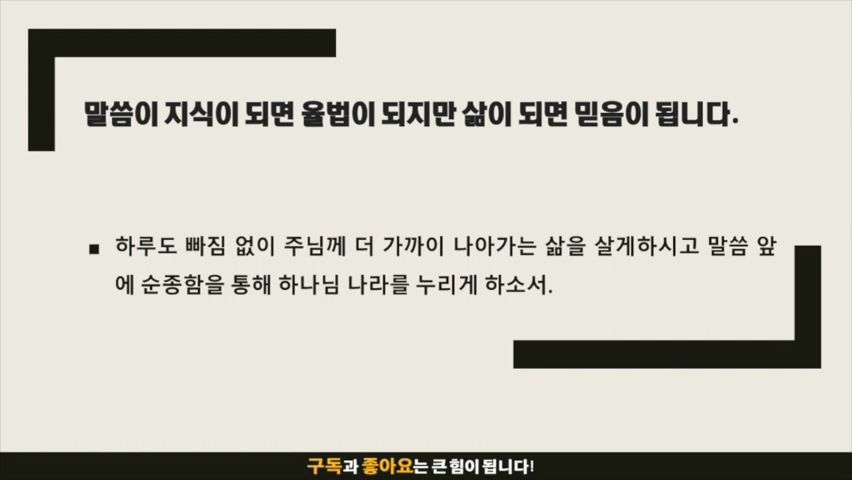 말씀이 지식이 되면 율법이 되지만 삶이 되면 믿음이 됩니다.
■ 하루도 빠짐 없이 주님께 더 가까이 나아가는 삶을 살게하시고 말씀 앞
에 순종함을 통해 하나님 나라를 누리게 하소서.
구독과 좋아요는 큰 힘이 됩니다!